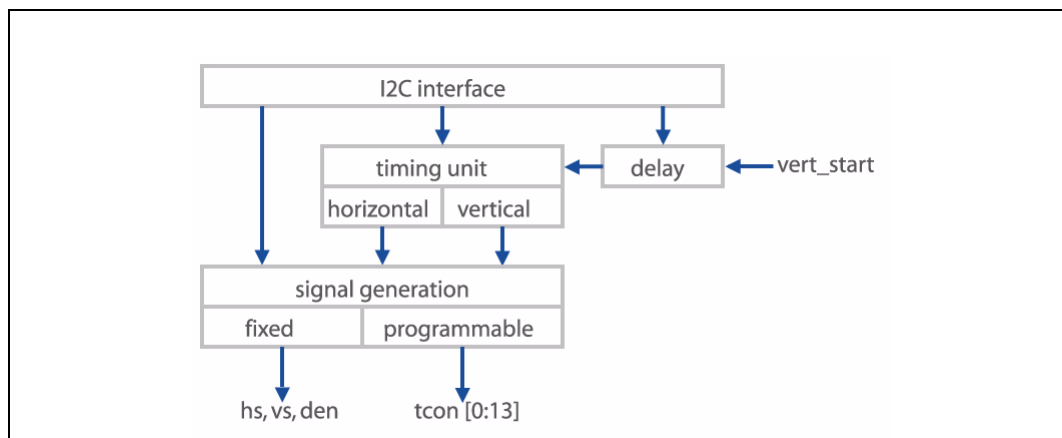 I2C interface
timing unit
delay
vert_start
horizontal
vertical
signal generation
fixed
programmable
hs, vs, den
tcon [0:13]